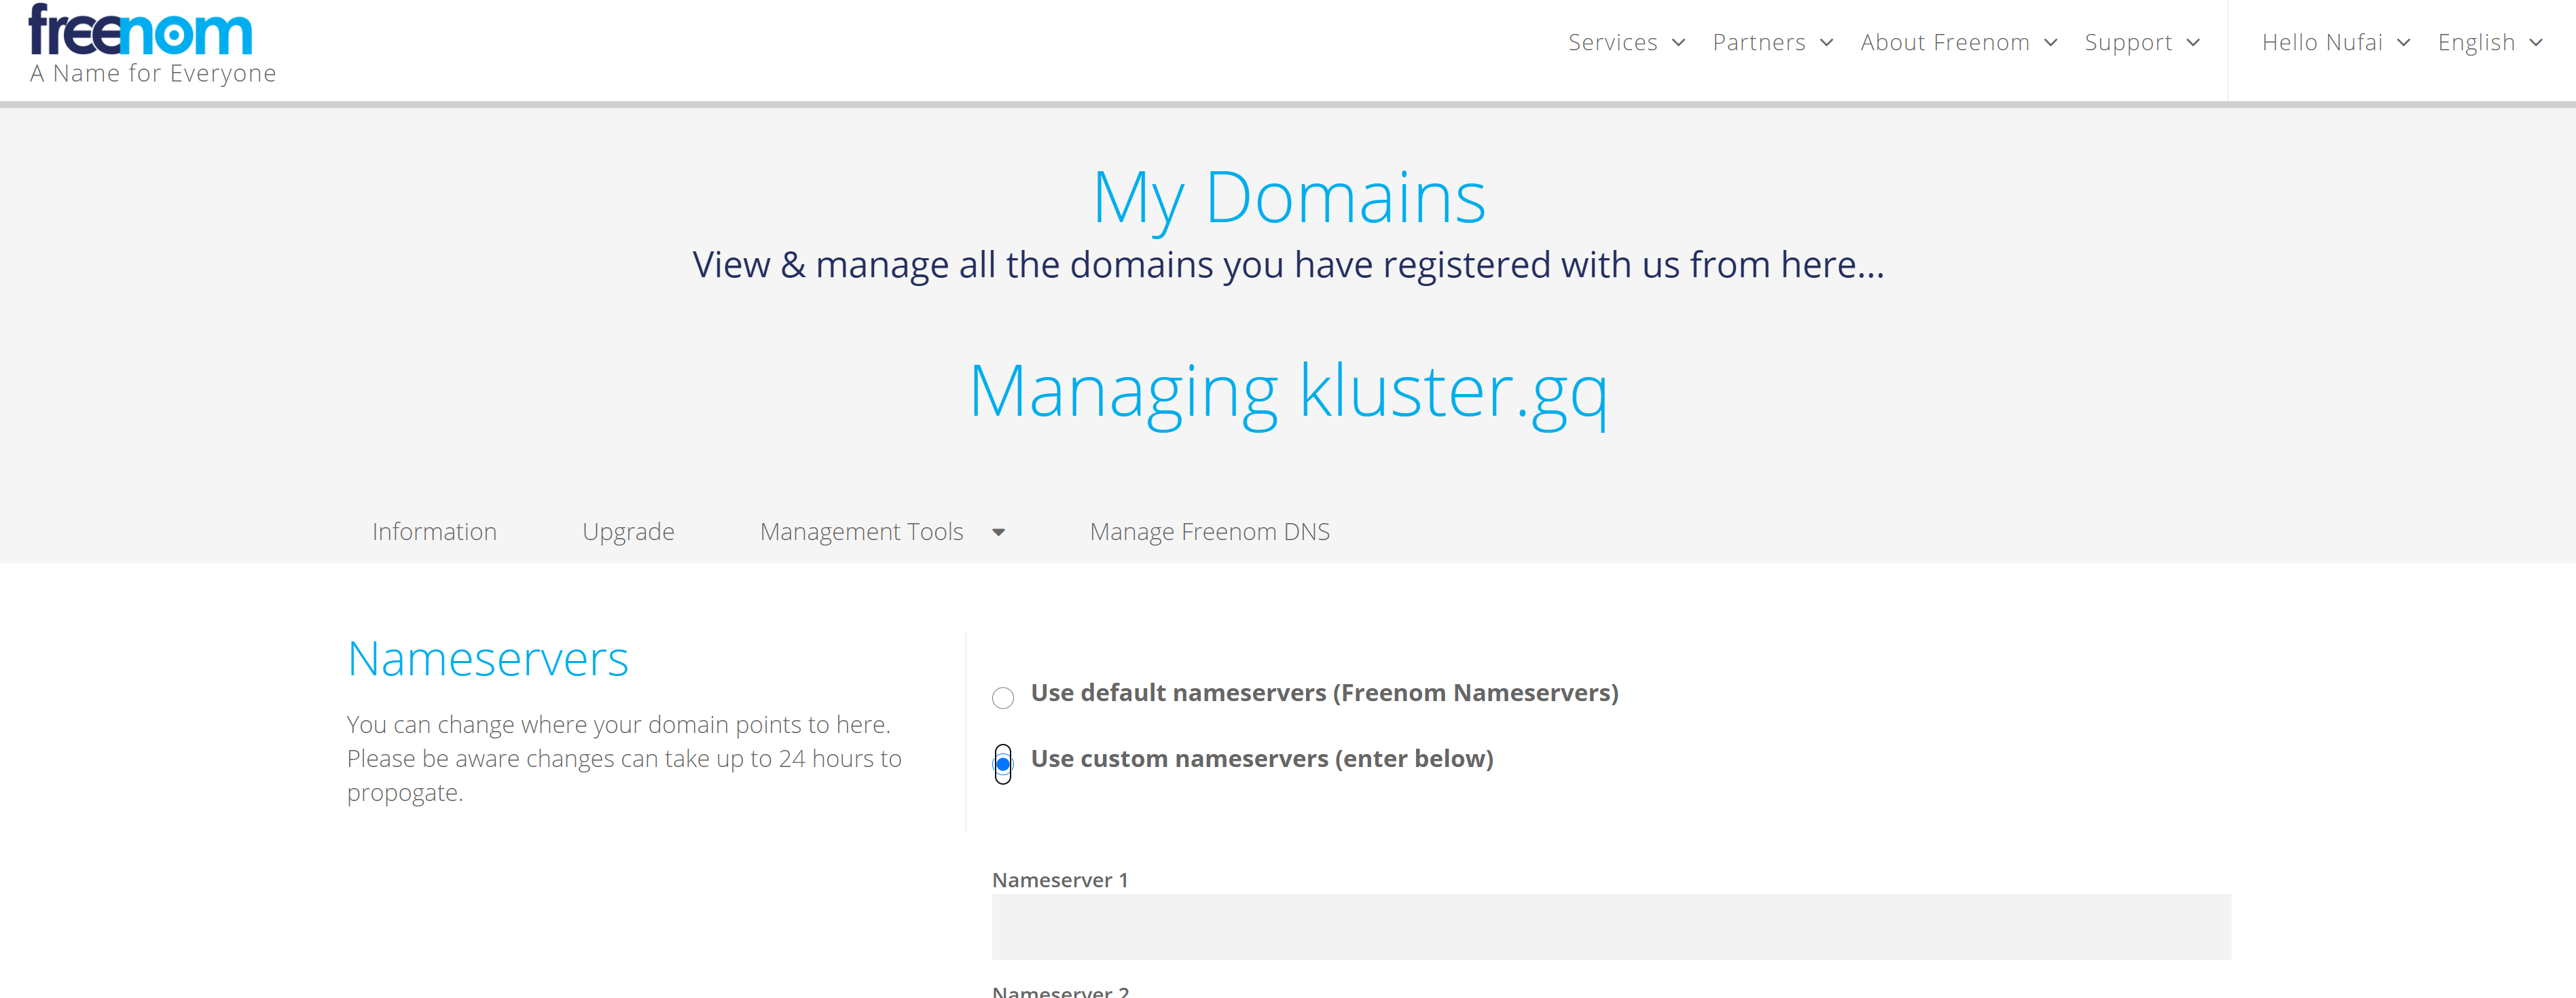 freenom
A Name for Everyone
Services Partners About Freenom Support Hello Nufai English
My Domains
View & manage all the domains you have registered with us from here...
Managing kluster.gq
Information Upgrade Management Tools Manage Freenom DNS
Nameservers
You can change where your domain points to here.
Please be aware changes can take up to 24 hours to
propogate.
Use default nameservers (Freenom Nameservers)
Use custom nameservers (enter below)
Nameserver 1
Nameserver 2